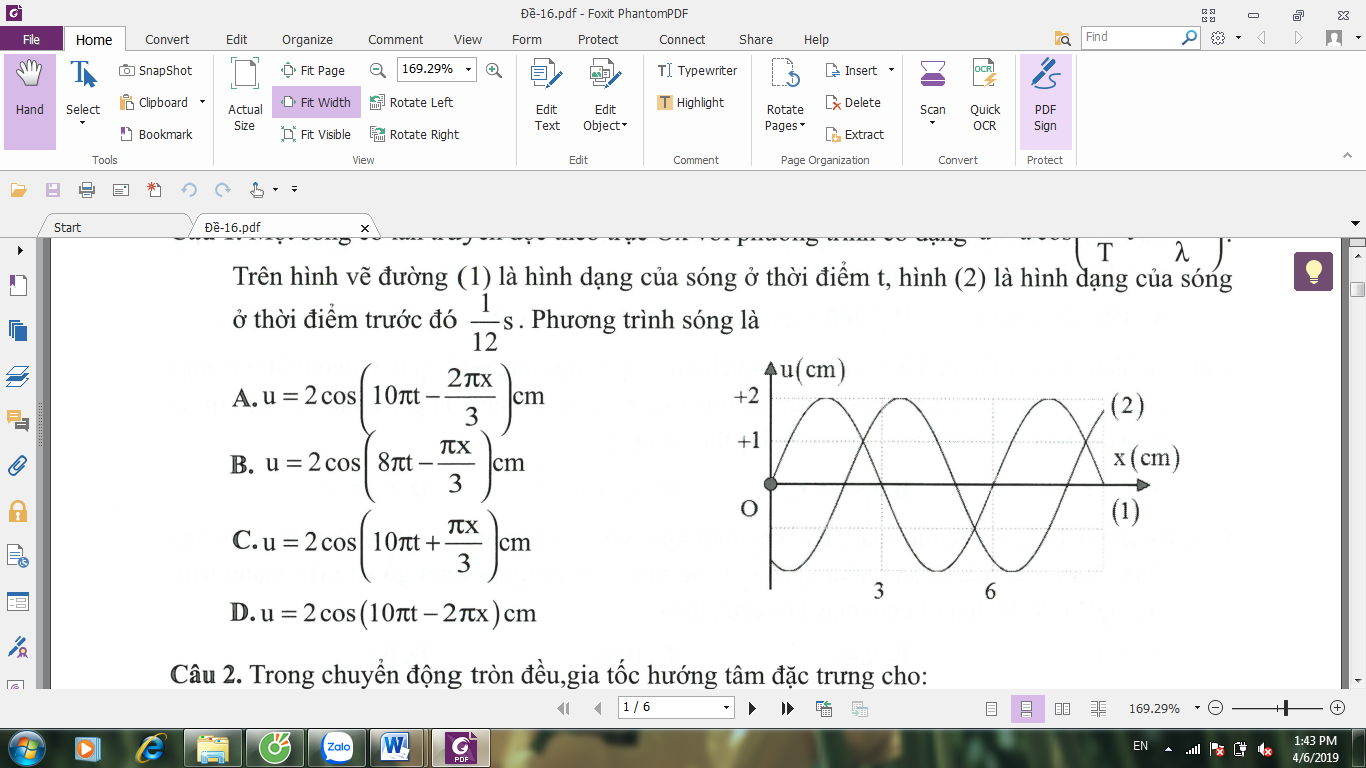 Đề-16.pdf - Foxit PhantomPDF
File Home Convert Edit Organize Comment View Form Protect Connect Share Help Find
Hand
Select
SnapShot
Clipboard
Bookmark
Tools
Actual Size
Fit Page
Fit Width
Fit Visible
169.29%
Rotate Left
Rotate Right
View
Edit Text
Edit Object
Edit
Typewriter
Highlight
Comment
Rotate Pages
Insert
Delete
Extract
Page Organization
Scan
Quick OCR
Convert
PDF Sign
Protect
Start Đề-16.pdf
T λ
Trên hình vẽ đường (1) là hình dạng của sóng ở thời điểm t, hình (2) là hình dạng của sóng
ở thời điểm trước đó 1/12 s. Phương trình sóng là
A. u = 2cos(10πt − 2πx/3)cm
B. u = 2cos(8πt − πx/3)cm
C. u = 2cos(10πt + πx/3)cm
D. u = 2cos(10πt − 2πx)cm
u(cm)
+2
+1
O
3
6
(2)
x(cm)
(1)
Câu 2. Trong chuyển động tròn đều,gia tốc hướng tâm đặc trưng cho:
1 / 6
169.29%
Zalo
PDF
EN
1:43 PM
4/6/2019